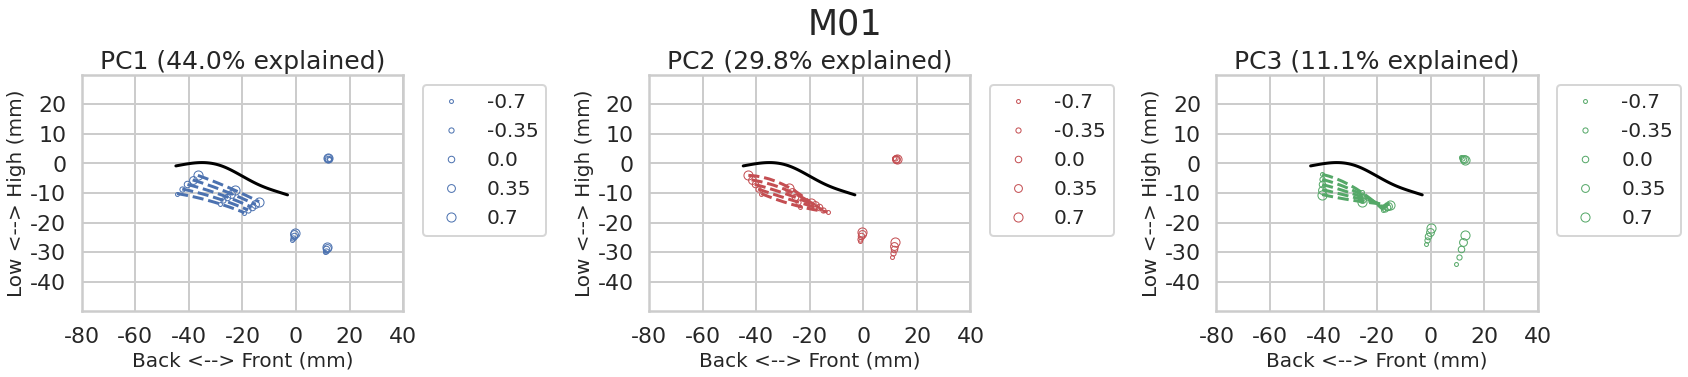 M01
PC1 (44.0% explained)
Low <--> High (mm)
20
10
0
-10
-20
-30
-40
-80 -60 -40 -20 0 20 40
Back <--> Front (mm)
-0.7
-0.35
0.0
0.35
0.7
PC2 (29.8% explained)
Low <--> High (mm)
20
10
0
-10
-20
-30
-40
-80 -60 -40 -20 0 20 40
Back <--> Front (mm)
-0.7
-0.35
0.0
0.35
0.7
PC3 (11.1% explained)
Low <--> High (mm)
20
10
0
-10
-20
-30
-40
-80 -60 -40 -20 0 20 40
Back <--> Front (mm)
-0.7
-0.35
0.0
0.35
0.7